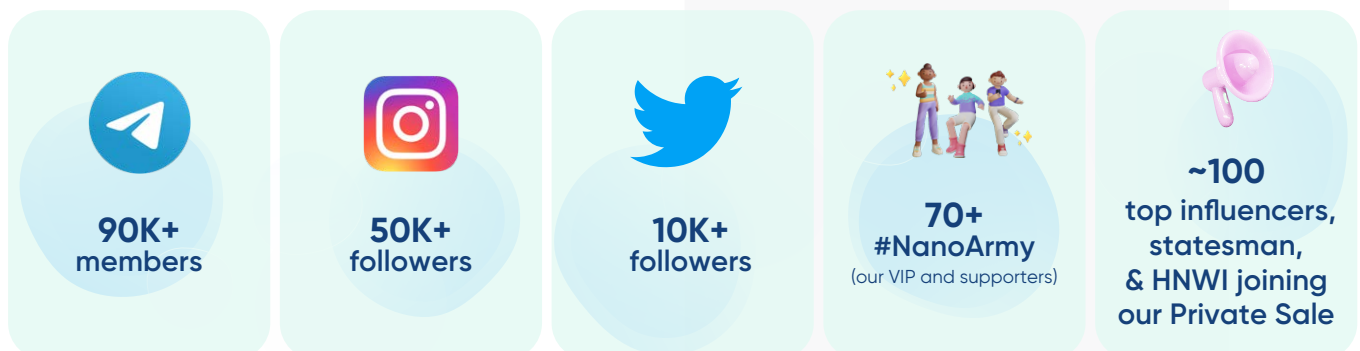 90K+
members
50K+
followers
10K+
followers
70+
#NanoArmy
(our VIP and supporters)
~100
top influencers,
statesman,
& HNWI joining
our Private Sale